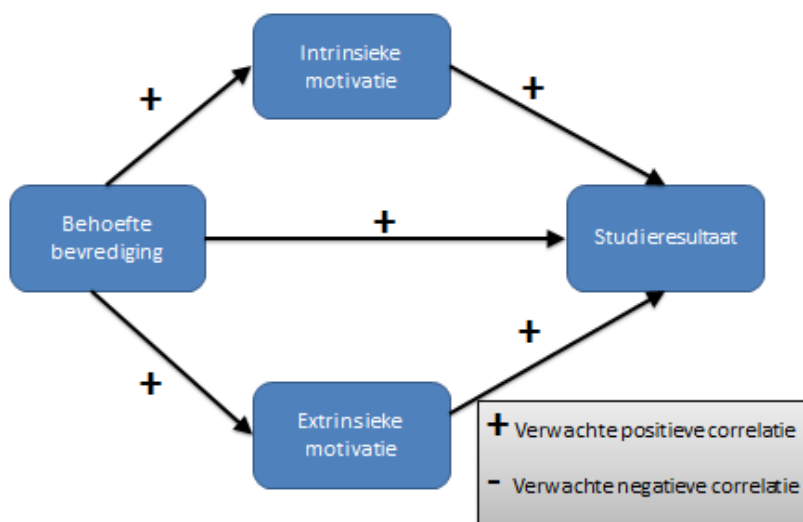 Intrinsieke
motivatie
+
+
Behoefte
bevrediging
+
Studieresultaat
+
+
Extrinsieke
motivatie
+ Verwachte positieve correlatie
- Verwachte negatieve correlatie